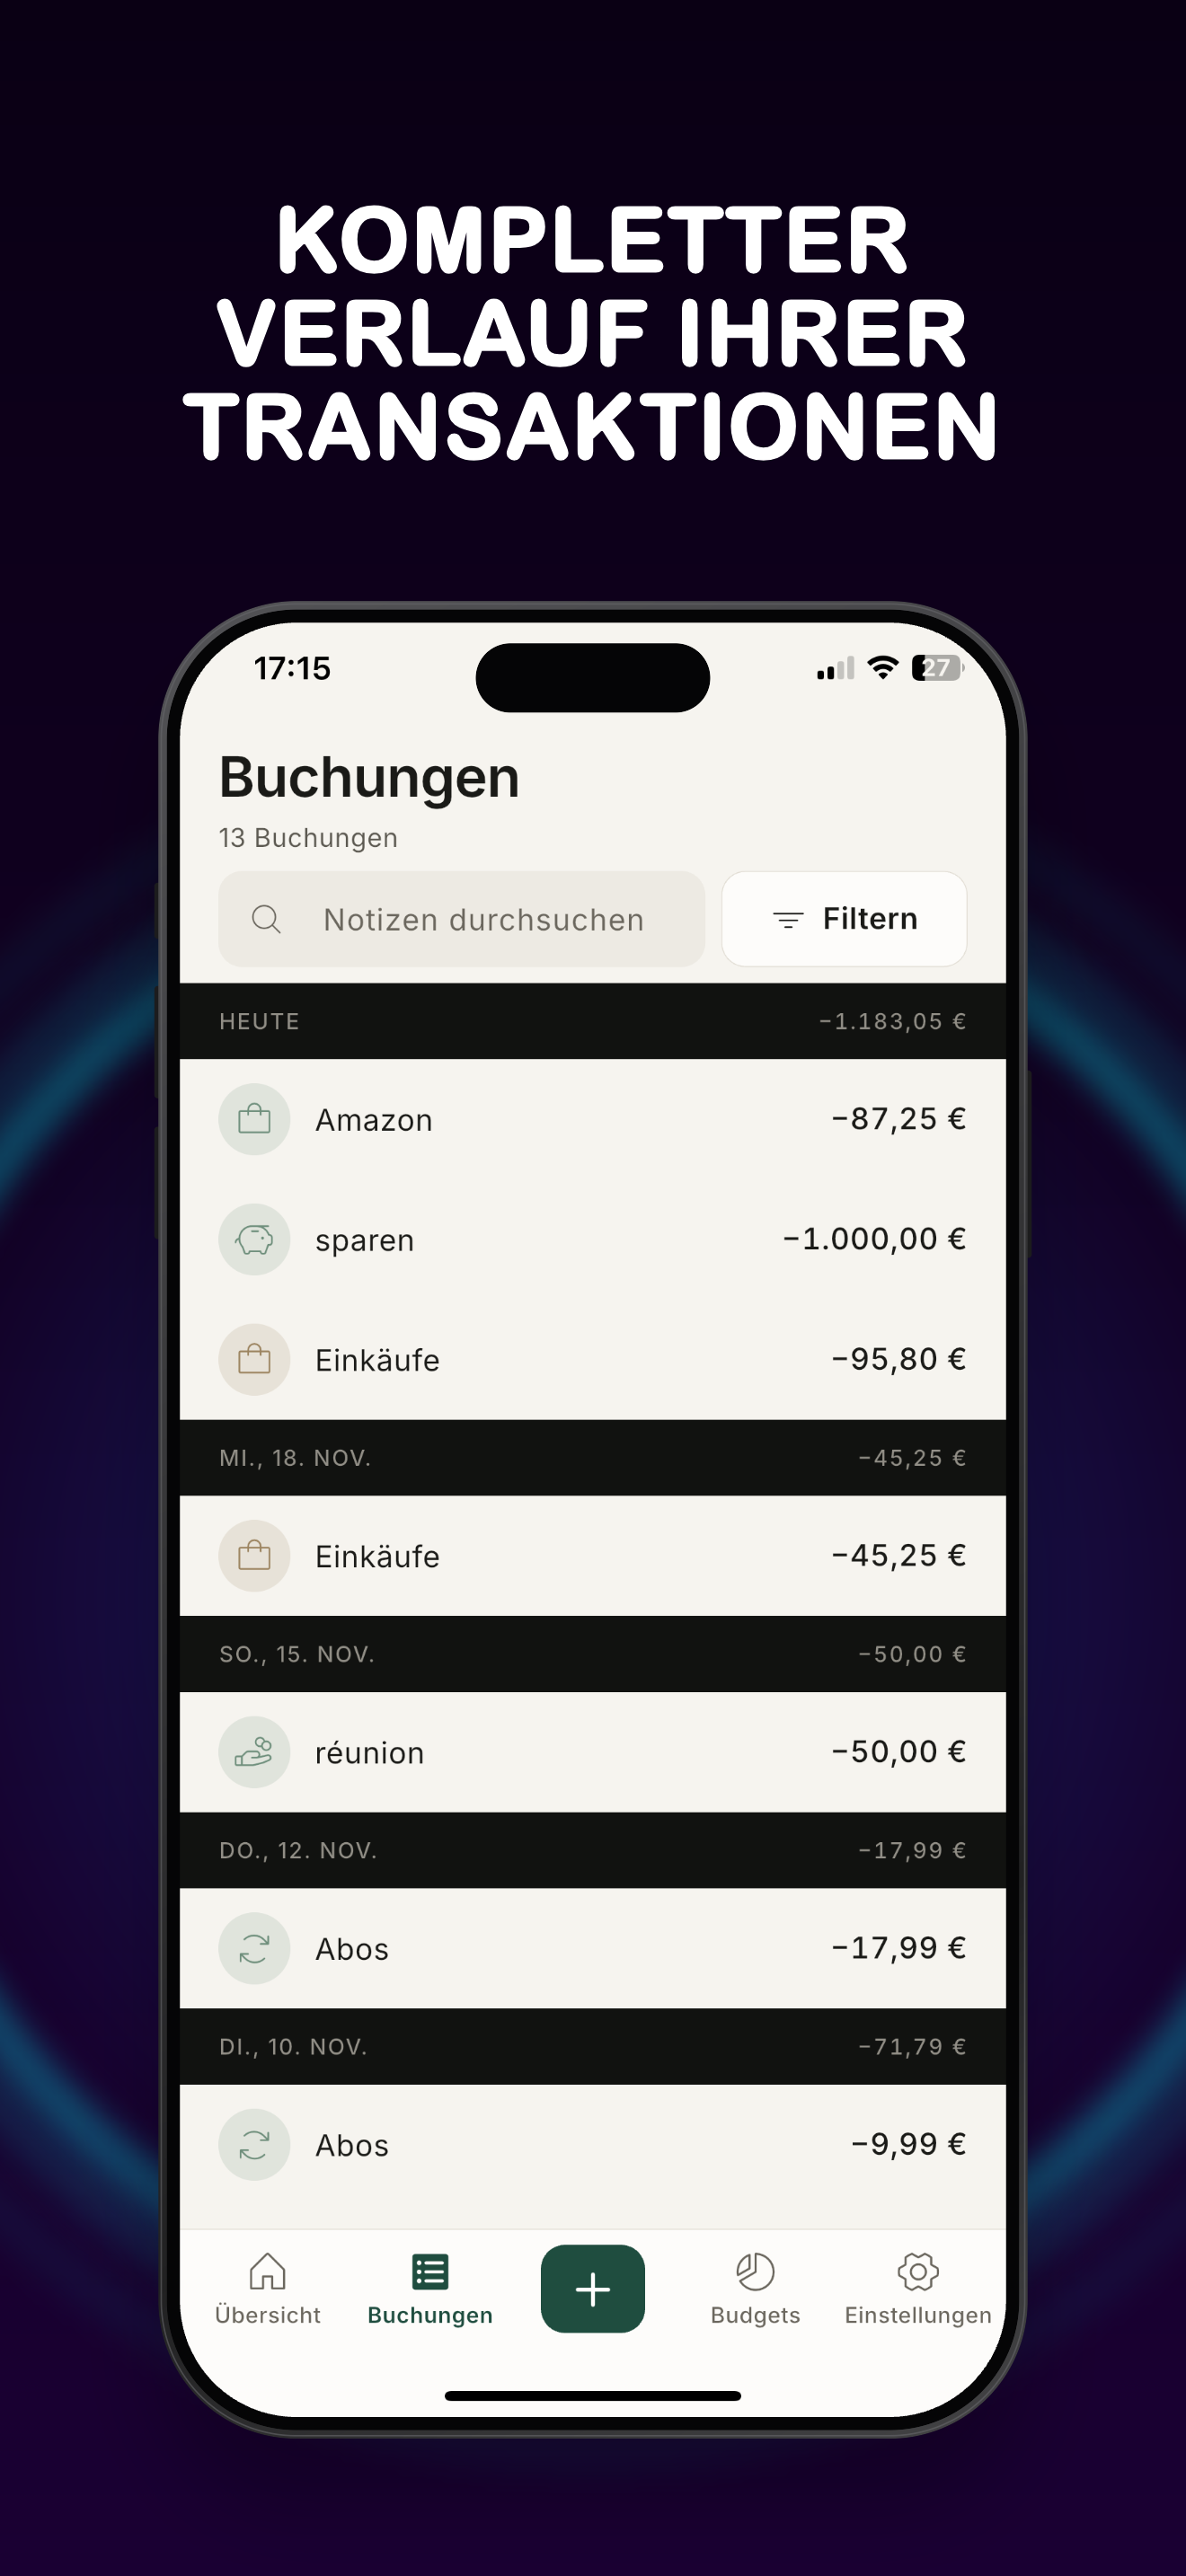 KOMPLETTER
VERLAUF IHRER
TRANSAKTIONEN
17:15
27
Buchungen
13 Buchungen
Notizen durchsuchen
Filtern
HEUTE −1.183,05 €
Amazon −87,25 €
sparen −1.000,00 €
Einkäufe −95,80 €
MI., 18. NOV. −45,25 €
Einkäufe −45,25 €
SO., 15. NOV. −50,00 €
réunion −50,00 €
DO., 12. NOV. −17,99 €
Abos −17,99 €
DI., 10. NOV. −71,79 €
Abos −9,99 €
Übersicht Buchungen Budgets Einstellungen